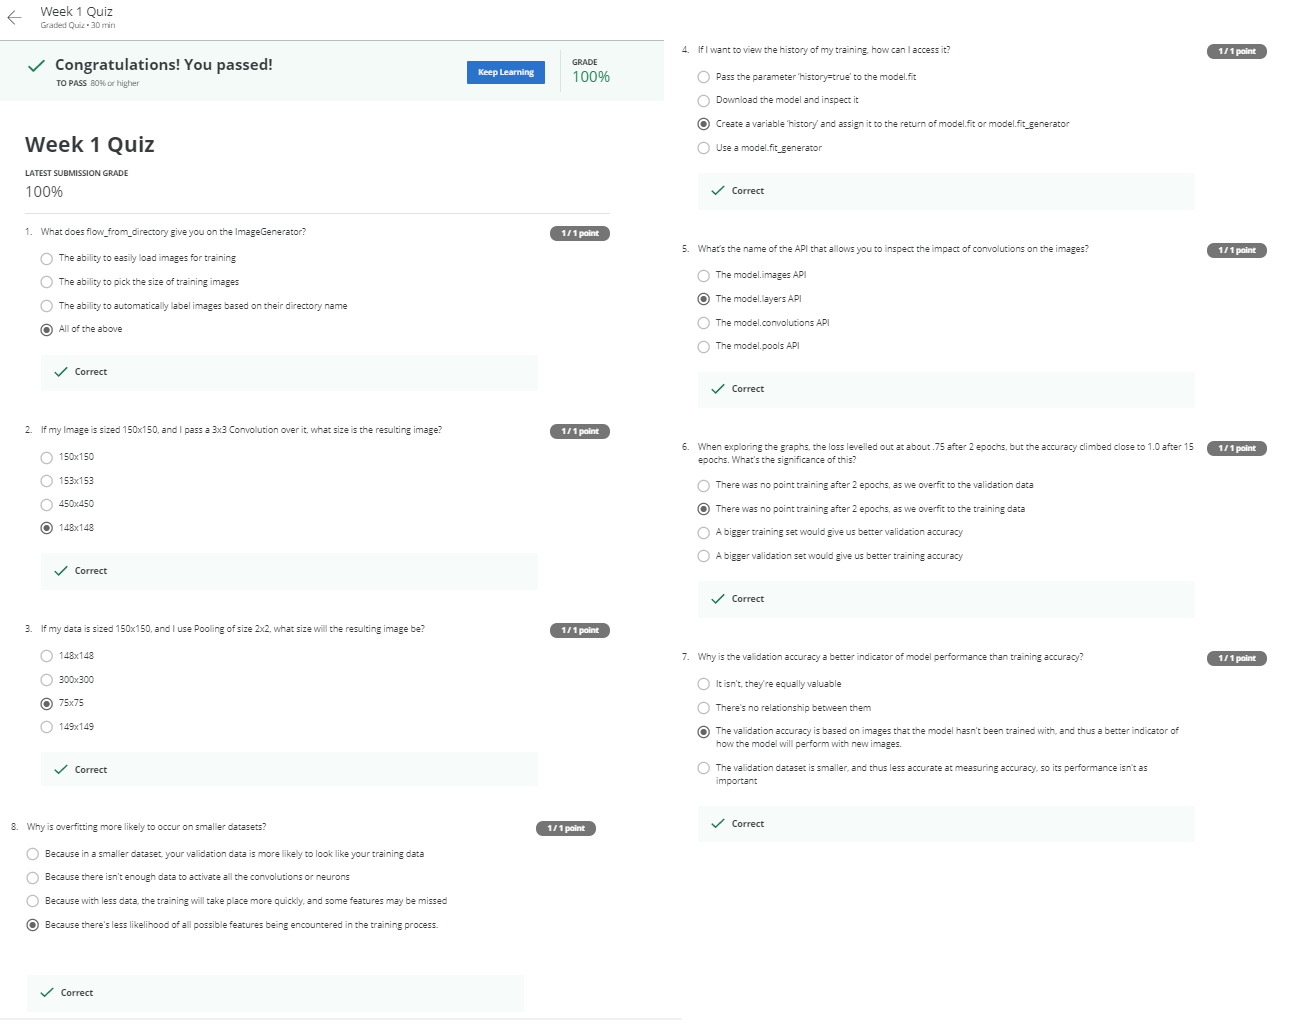 Week 1 Quiz
Graded Quiz • 30 min
Congratulations! You passed!
TO PASS 80% or higher
Keep Learning
GRADE
100%
Week 1 Quiz
LATEST SUBMISSION GRADE
100%
1. What does flow_from_directory give you on the ImageGenerator?
1 / 1 point
The ability to easily load images for training
The ability to pick the size of training images
The ability to automatically label images based on their directory name
All of the above
Correct
2. If my Image is sized 150x150, and I pass a 3x3 Convolution over it, what size is the resulting image?
1 / 1 point
150x150
153x153
450x450
148x148
Correct
3. If my data is sized 150x150, and I use Pooling of size 2x2, what size will the resulting image be?
1 / 1 point
148x148
300x300
75x75
149x149
Correct
4. If I want to view the history of my training, how can I access it?
1 / 1 point
Pass the parameter 'history=true' to the model.fit
Download the model and inspect it
Create a variable 'history' and assign it to the return of model.fit or model.fit_generator
Use a model.fit_generator
Correct
5. What's the name of the API that allows you to inspect the impact of convolutions on the images?
1 / 1 point
The model.images API
The model.layers API
The model.convolutions API
The model.pools API
Correct
6. When exploring the graphs, the loss levelled out at about .75 after 2 epochs, but the accuracy climbed close to 1.0 after 15
epochs. What's the significance of this?
1 / 1 point
There was no point training after 2 epochs, as we overfit to the validation data
There was no point training after 2 epochs, as we overfit to the training data
A bigger training set would give us better validation accuracy
A bigger validation set would give us better training accuracy
Correct
7. Why is the validation accuracy a better indicator of model performance than training accuracy?
1 / 1 point
It isn't, they're equally valuable
There's no relationship between them
The validation accuracy is based on images that the model hasn't been trained with, and thus a better indicator of
how the model will perform with new images.
The validation dataset is smaller, and thus less accurate at measuring accuracy, so its performance isn't as
important
Correct
8. Why is overfitting more likely to occur on smaller datasets?
1 / 1 point
Because in a smaller dataset, your validation data is more likely to look like your training data
Because there isn't enough data to activate all the convolutions or neurons
Because with less data, the training will take place more quickly, and some features may be missed
Because there's less likelihood of all possible features being encountered in the training process.
Correct